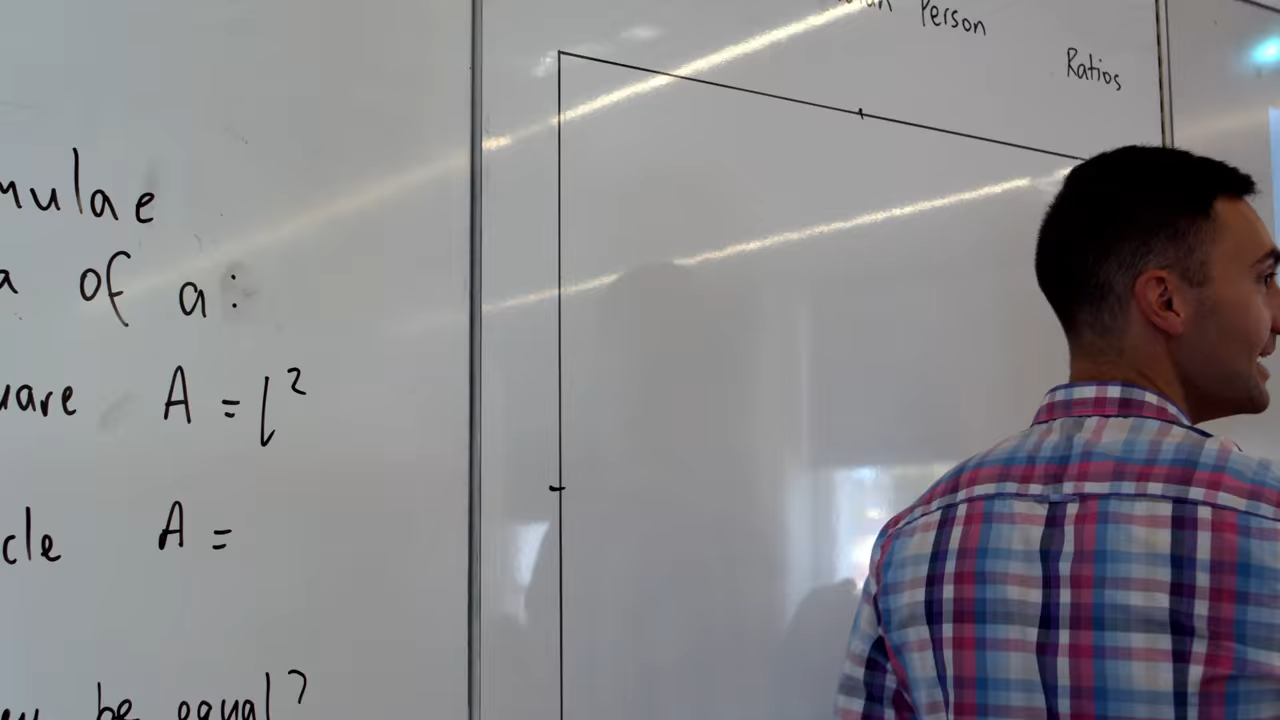 mulae
a of a:
uare A = l²
cle A =
be equal?
Person
Ratios